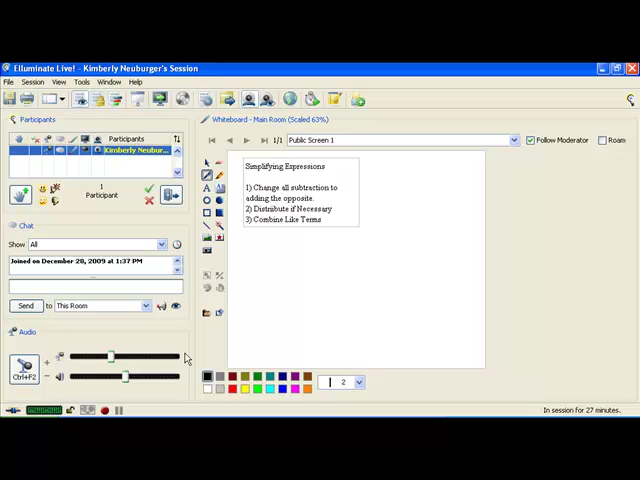 Elluminate Live! - Kimberly Neuburger's Session
File Session View Tools Window Help
Participants
Participants
Kimberly Neubur...
1
Participant
Chat
Show All
Joined on December 28, 2009 at 1:37 PM
Send to This Room
Audio
Ctrl+F2
Whiteboard - Main Room (Scaled 63%)
1/1 Public Screen 1 Follow Moderator Roam
Simplifying Expressions
1) Change all subtraction to
adding the opposite.
2) Distribute if Necessary
3) Combine Like Terms
2
In session for 27 minutes.